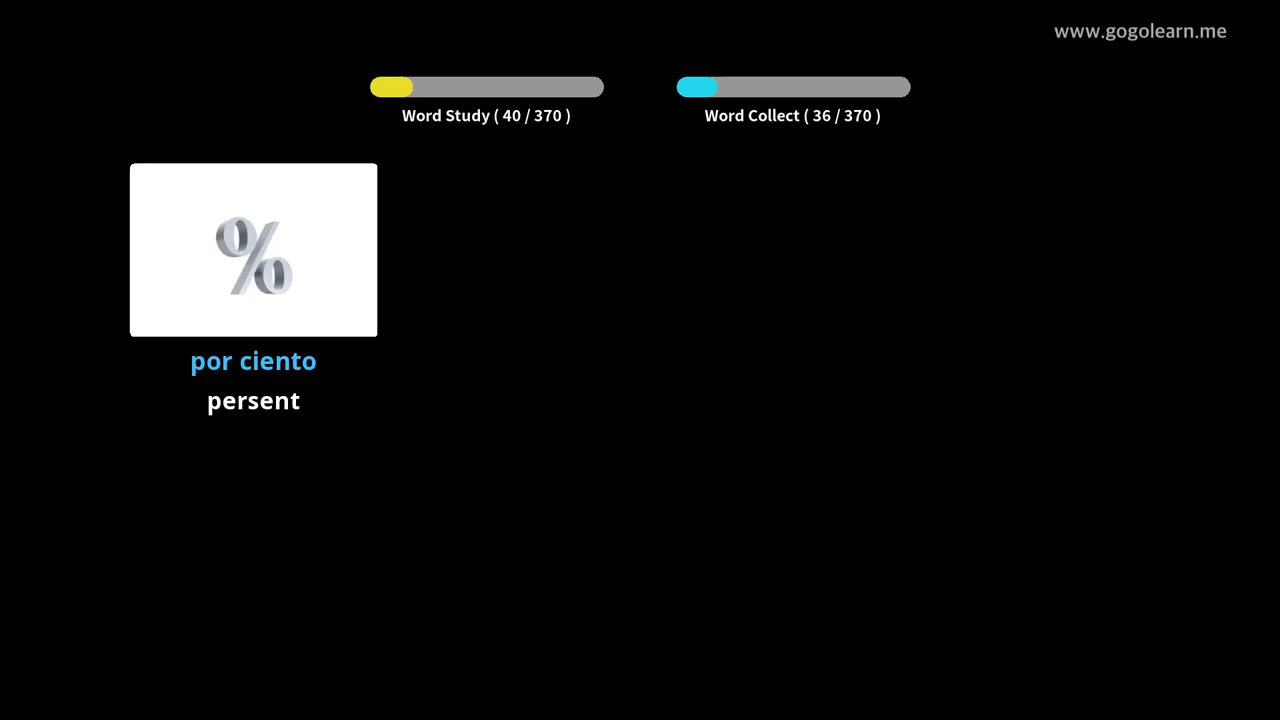 www.gogolearn.me
Word Study ( 40 / 370 )
Word Collect ( 36 / 370 )
%
por ciento
persent